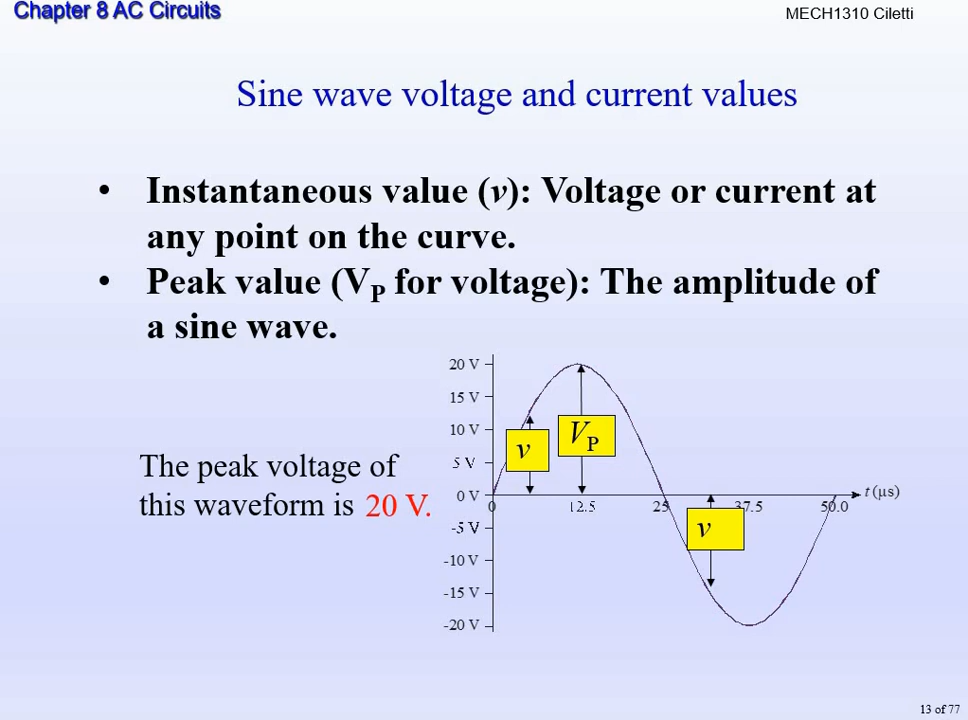 Chapter 8 AC Circuits
MECH1310 Ciletti
Sine wave voltage and current values
• Instantaneous value (v): Voltage or current at
any point on the curve.
• Peak value (VP for voltage): The amplitude of
a sine wave.
The peak voltage of
this waveform is 20 V.
20 V
15 V
10 V
5 V
0 V
-5 V
-10 V
-15 V
-20 V
v
VP
v
0
12.5
25
37.5
50.0
t (μs)
13 of 77